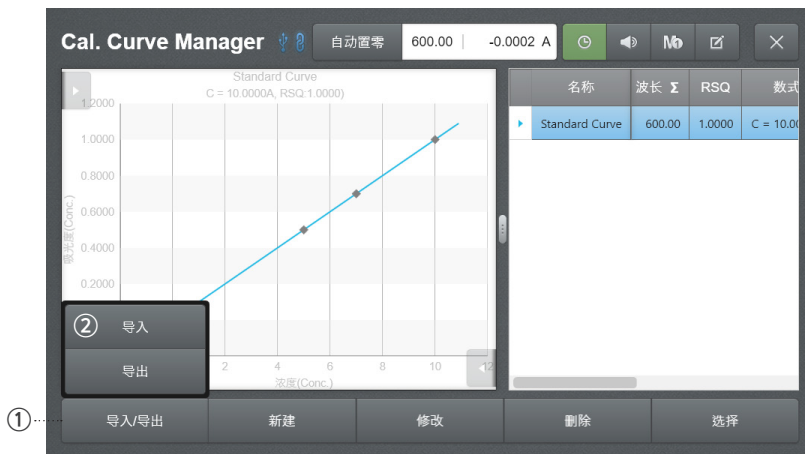 Cal. Curve Manager 自动置零 600.00 -0.0002 A
Standard Curve
C = 10.0000A, RSQ:1.0000)
1.2000
1.0000
0.8000
0.6000
0.4000
0.2000
吸光度(Conc.)
2 4 6 8 10 12
浓度(Conc.)
名称 波长 Σ RSQ 数式
Standard Curve 600.00 1.0000 C = 10.00
② 导入
导出
① 导入/导出 新建 修改 删除 选择